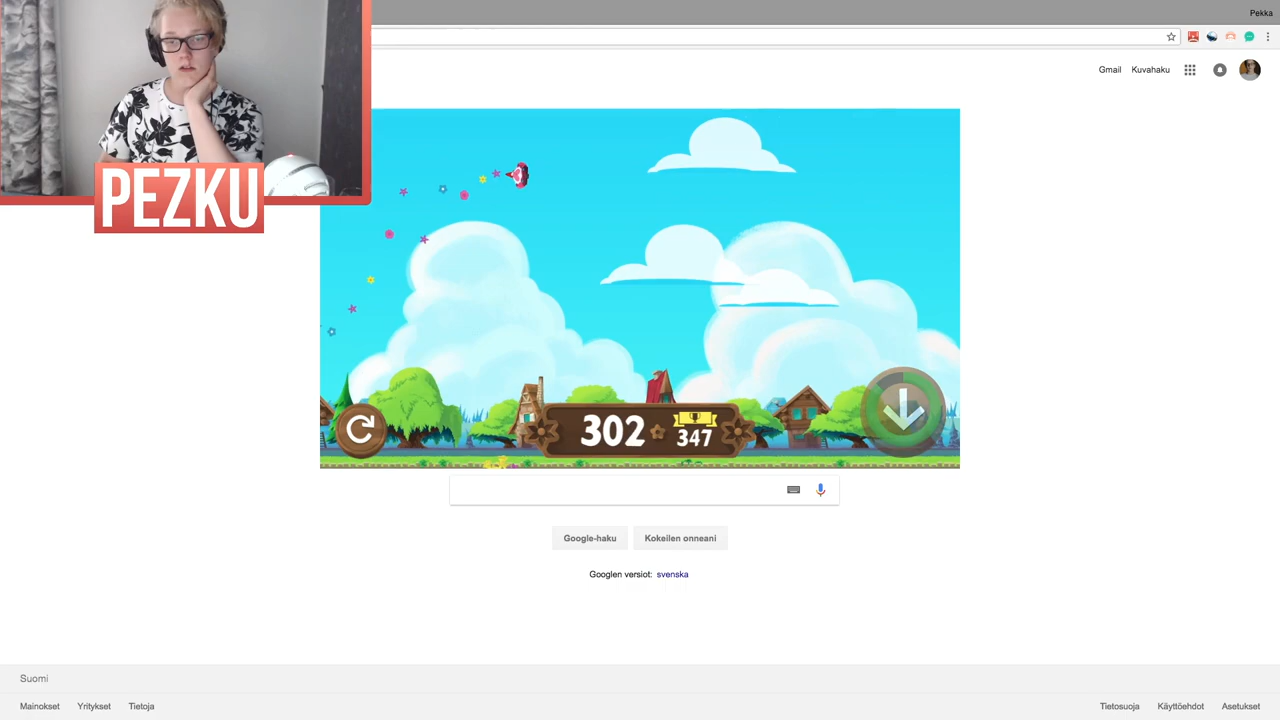 Pekka
Gmail Kuvahaku
PEZKU
302 347
Google-haku Kokeilen onneani
Googlen versiot: svenska
Suomi
Mainokset Yritykset Tietoja Tietosuoja Käyttöehdot Asetukset